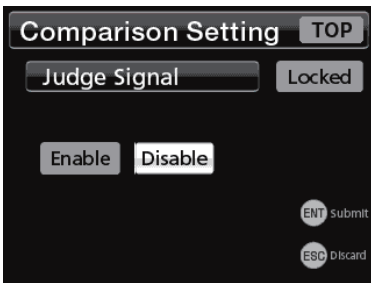 Comparison Setting TOP
Judge Signal Locked
Enable Disable
ENT Submit
ESC Discard